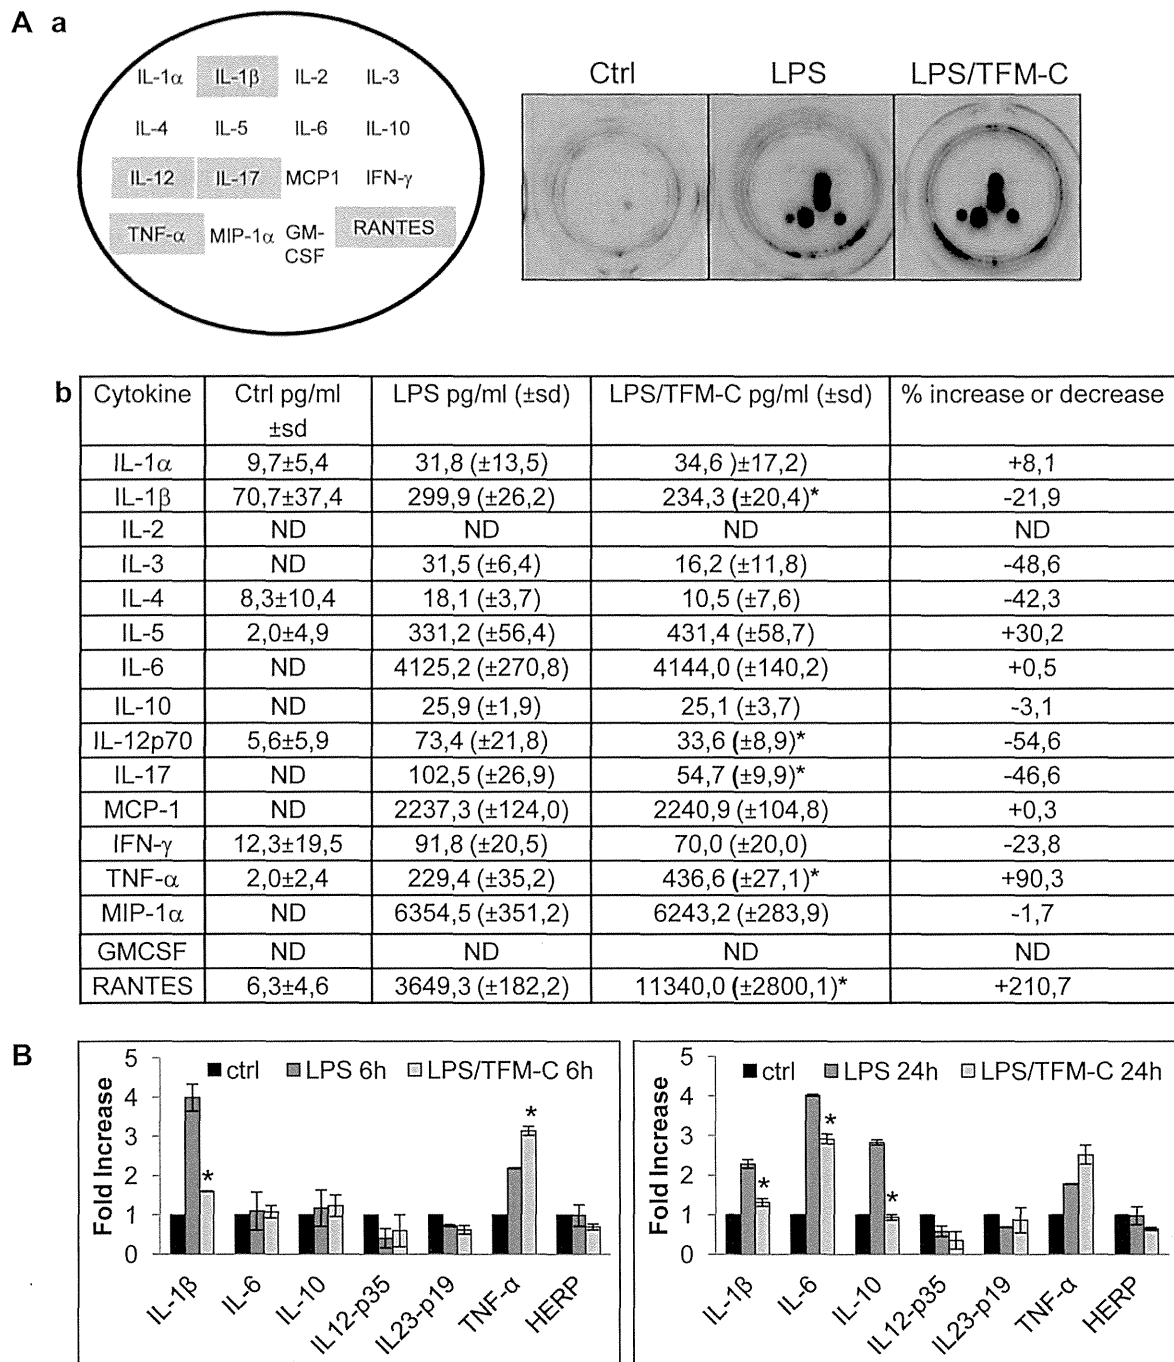 A a
IL-1α IL-1β IL-2 IL-3
IL-4 IL-5 IL-6 IL-10
IL-12 IL-17 MCP1 IFN-γ
TNF-α MIP-1α GM-CSF RANTES
Ctrl LPS LPS/TFM-C
b
Cytokine Ctrl pg/ml ±sd LPS pg/ml (±sd) LPS/TFM-C pg/ml (±sd) % increase or decrease
IL-1α 9,7±5,4 31,8 (±13,5) 34,6 )±17,2) +8,1
IL-1β 70,7±37,4 299,9 (±26,2) 234,3 (±20,4)* -21,9
IL-2 ND ND ND ND
IL-3 ND 31,5 (±6,4) 16,2 (±11,8) -48,6
IL-4 8,3±10,4 18,1 (±3,7) 10,5 (±7,6) -42,3
IL-5 2,0±4,9 331,2 (±56,4) 431,4 (±58,7) +30,2
IL-6 ND 4125,2 (±270,8) 4144,0 (±140,2) +0,5
IL-10 ND 25,9 (±1,9) 25,1 (±3,7) -3,1
IL-12p70 5,6±5,9 73,4 (±21,8) 33,6 (±8,9)* -54,6
IL-17 ND 102,5 (±26,9) 54,7 (±9,9)* -46,6
MCP-1 ND 2237,3 (±124,0) 2240,9 (±104,8) +0,3
IFN-γ 12,3±19,5 91,8 (±20,5) 70,0 (±20,0) -23,8
TNF-α 2,0±2,4 229,4 (±35,2) 436,6 (±27,1)* +90,3
MIP-1α ND 6354,5 (±351,2) 6243,2 (±283,9) -1,7
GMCSF ND ND ND ND
RANTES 6,3±4,6 3649,3 (±182,2) 11340,0 (±2800,1)* +210,7
B
Fold Increase
5
4
3
2
1
0
ctrl LPS 6h LPS/TFM-C 6h
* *
IL-1β IL-6 IL-10 IL12-p35 IL23-p19 TNF-α HERP
Fold Increase
5
4
3
2
1
0
ctrl LPS 24h LPS/TFM-C 24h
* * *
IL-1β IL-6 IL-10 IL12-p35 IL23-p19 TNF-α HERP